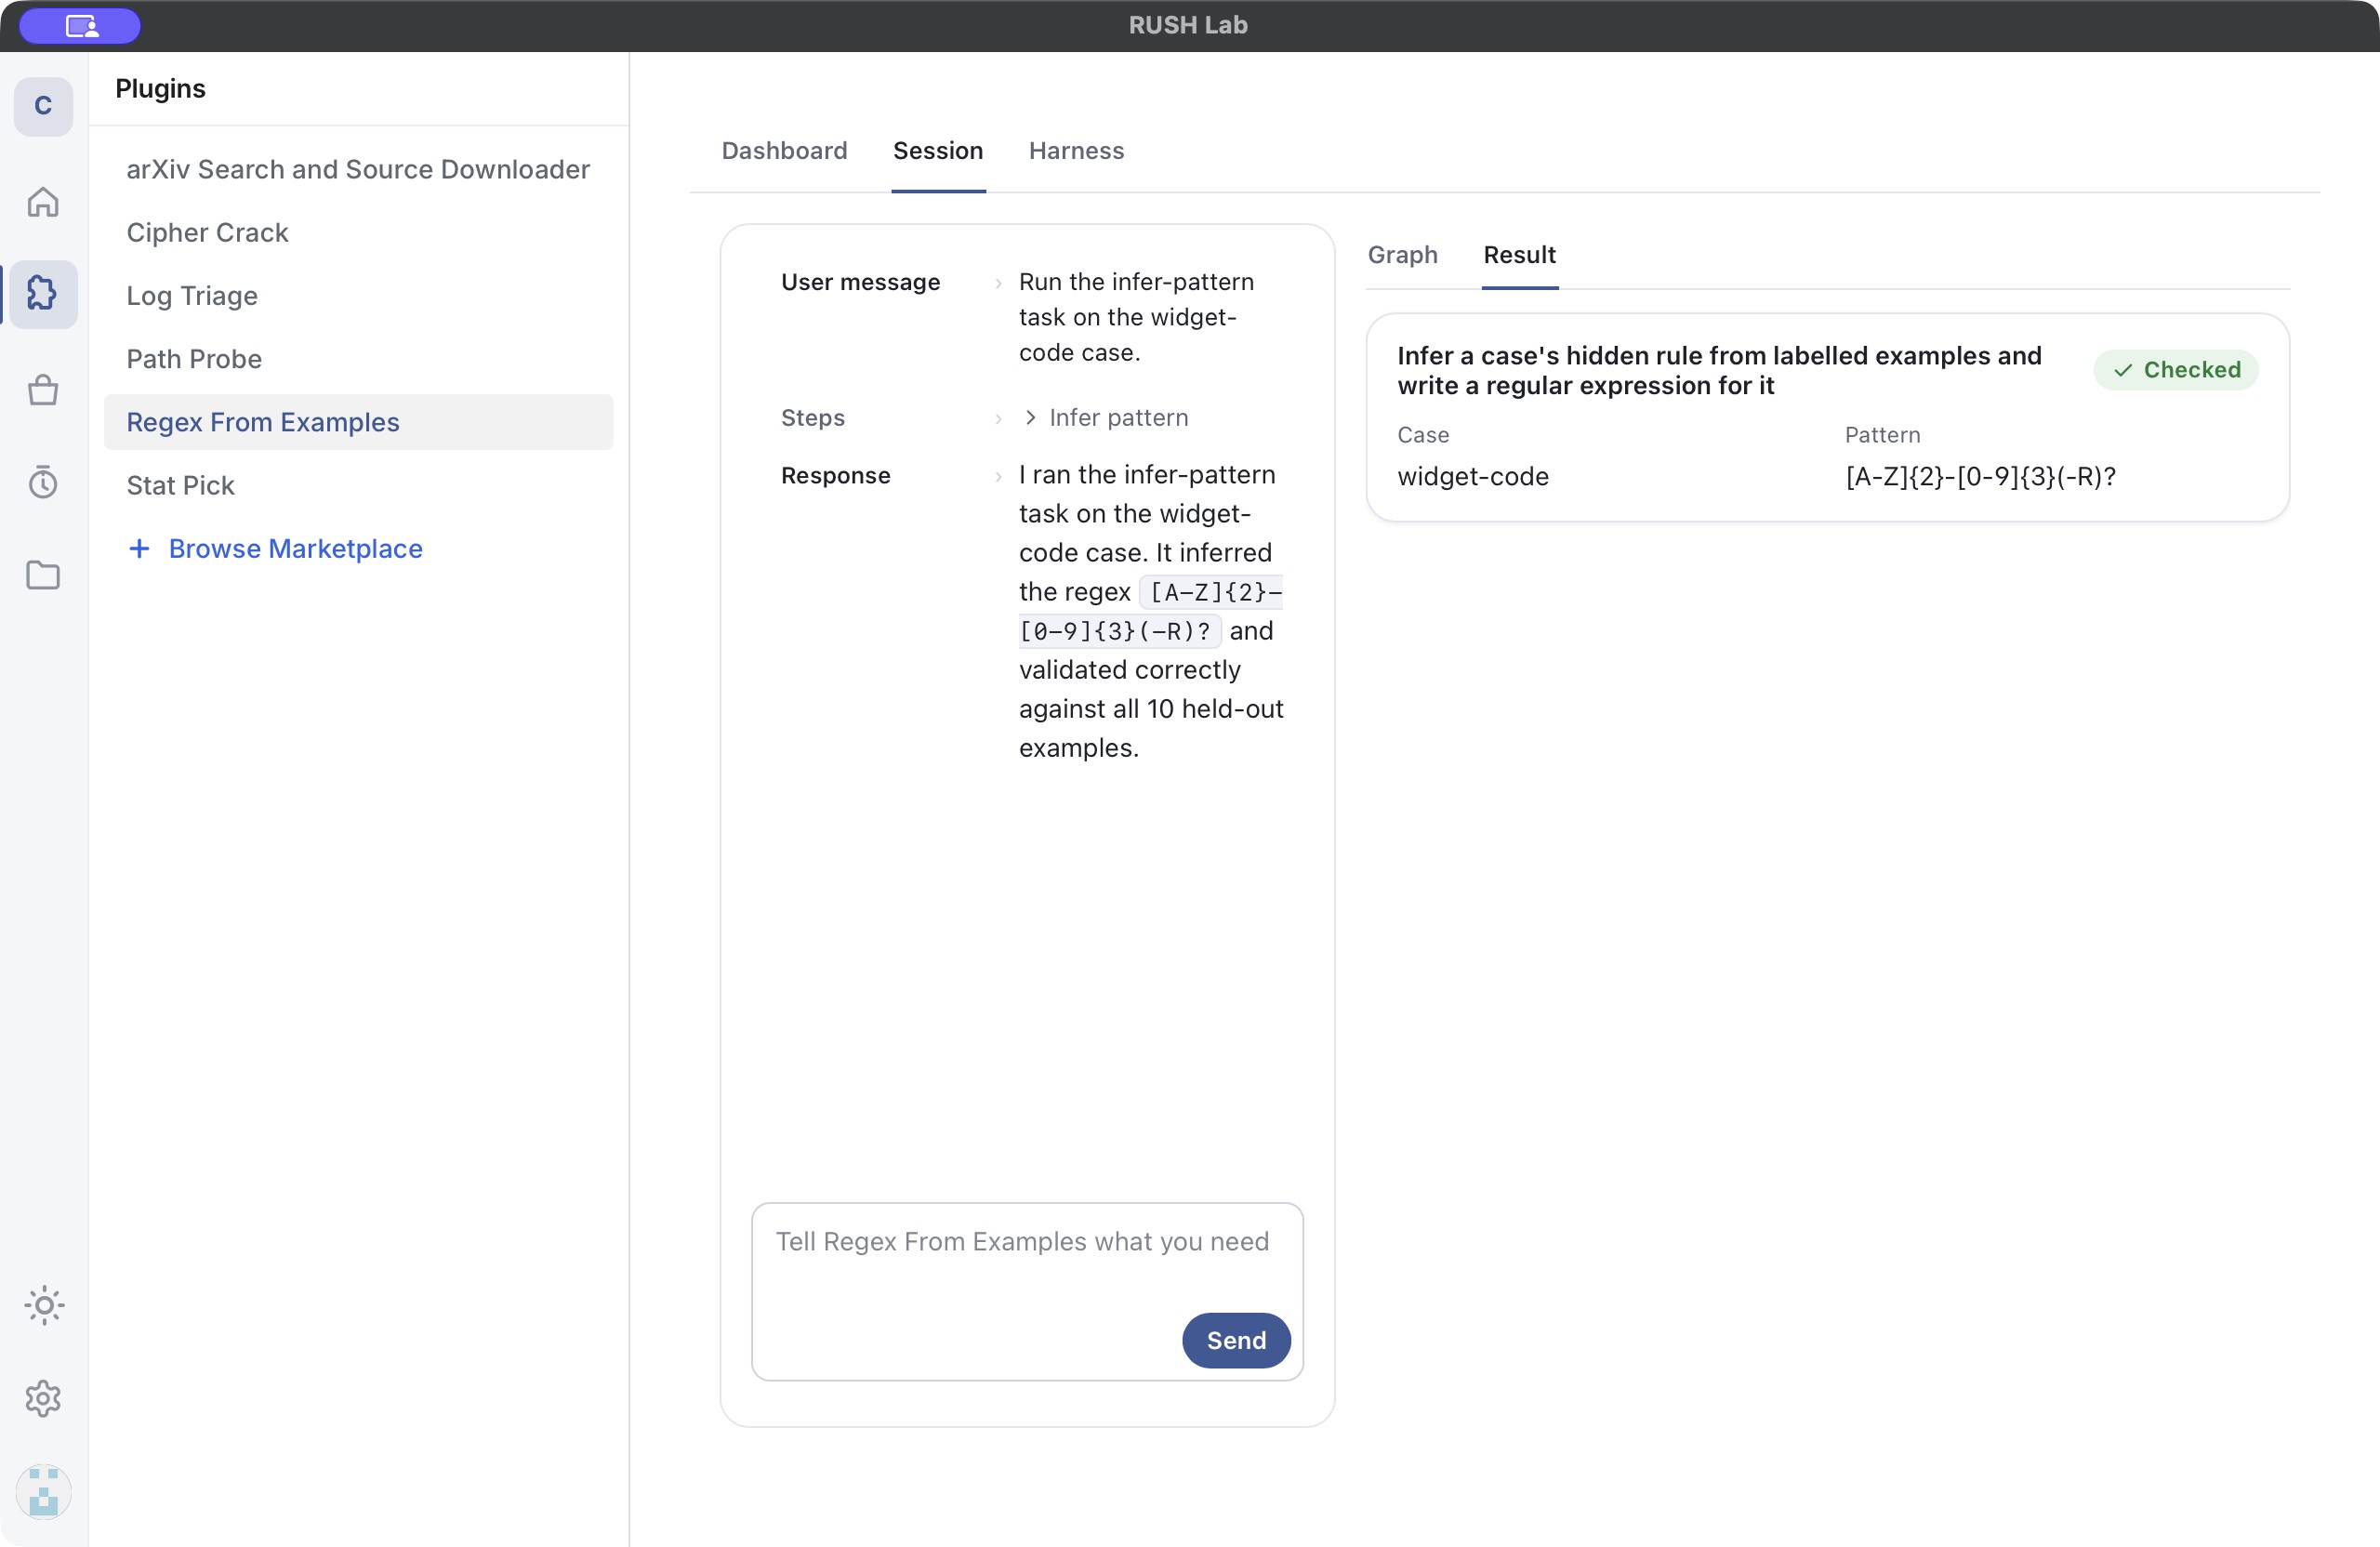 RUSH Lab
C
Plugins
arXiv Search and Source Downloader
Cipher Crack
Log Triage
Path Probe
Regex From Examples
Stat Pick
+ Browse Marketplace
Dashboard
Session
Harness
User message
Run the infer-pattern
task on the widget-
code case.
Steps
Infer pattern
Response
I ran the infer-pattern
task on the widget-
code case. It inferred
the regex [A-Z]{2}-
[0-9]{3}(-R)? and
validated correctly
against all 10 held-out
examples.
Tell Regex From Examples what you need
Send
Graph
Result
Infer a case's hidden rule from labelled examples and
write a regular expression for it
Checked
Case
Pattern
widget-code
[A-Z]{2}-[0-9]{3}(-R)?